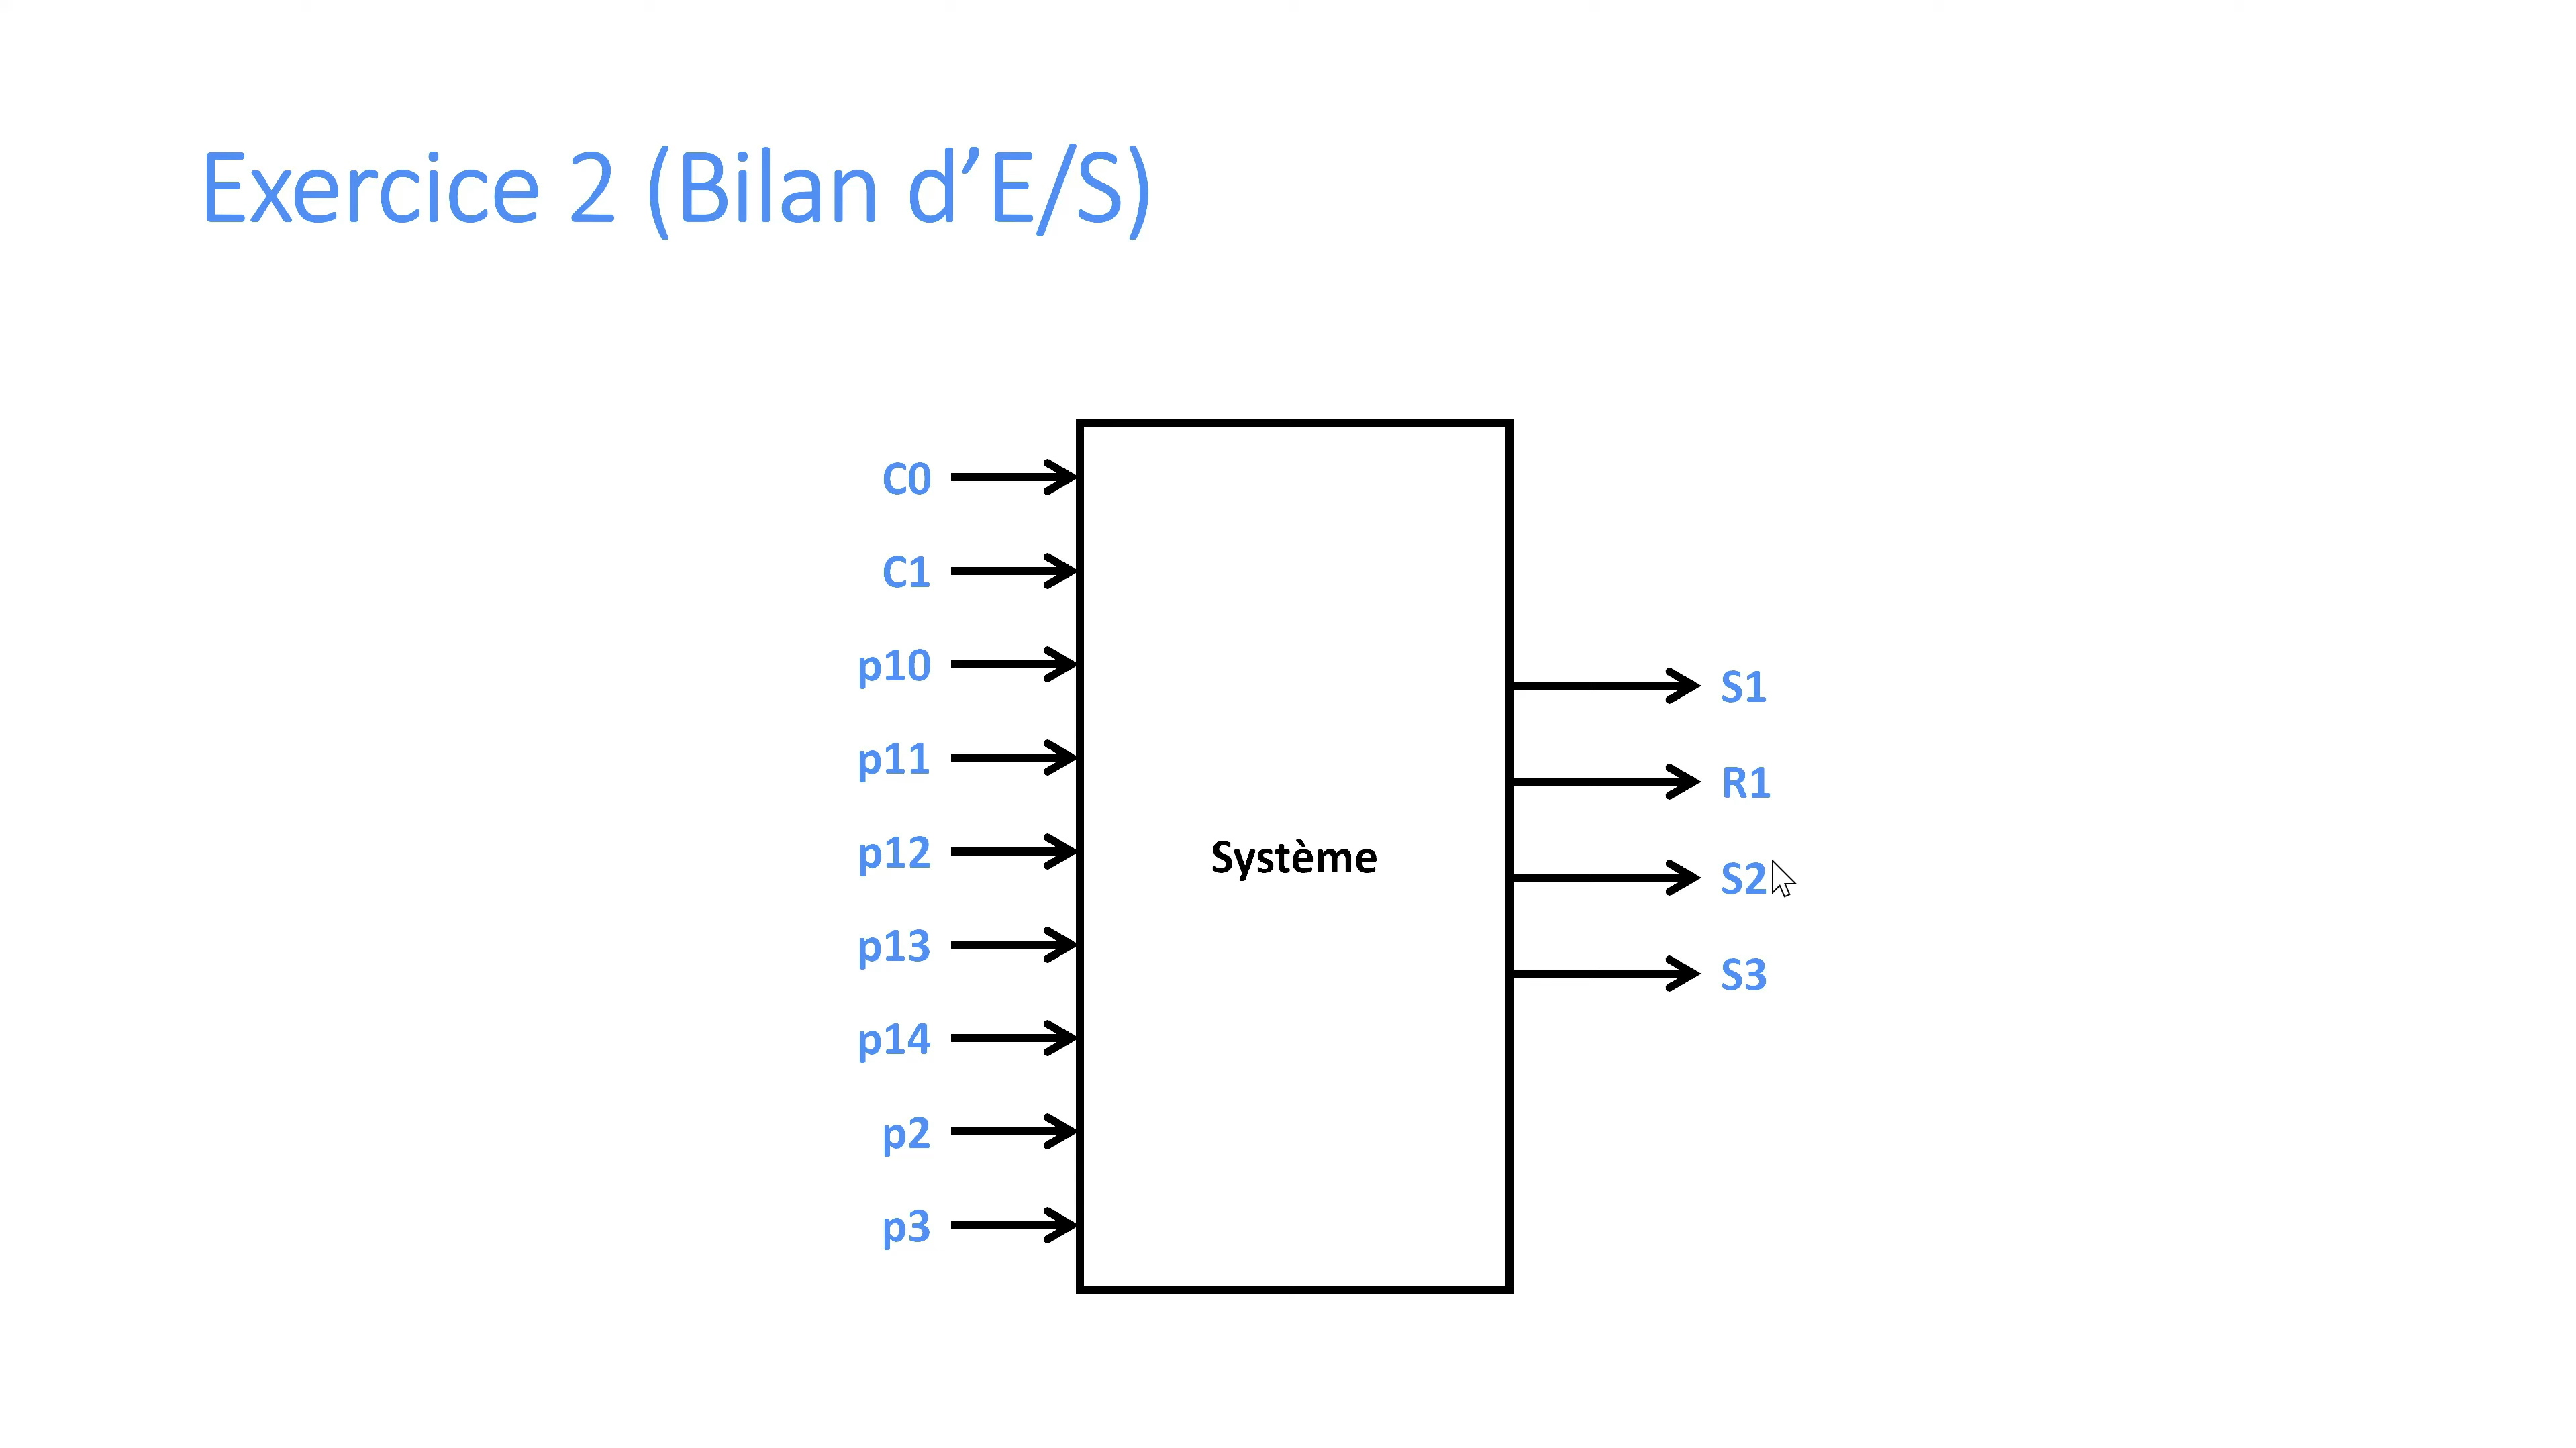 Exercice 2 (Bilan d’E/S)
C0
C1
p10
p11
p12
p13
p14
p2
p3
Système
S1
R1
S2
S3